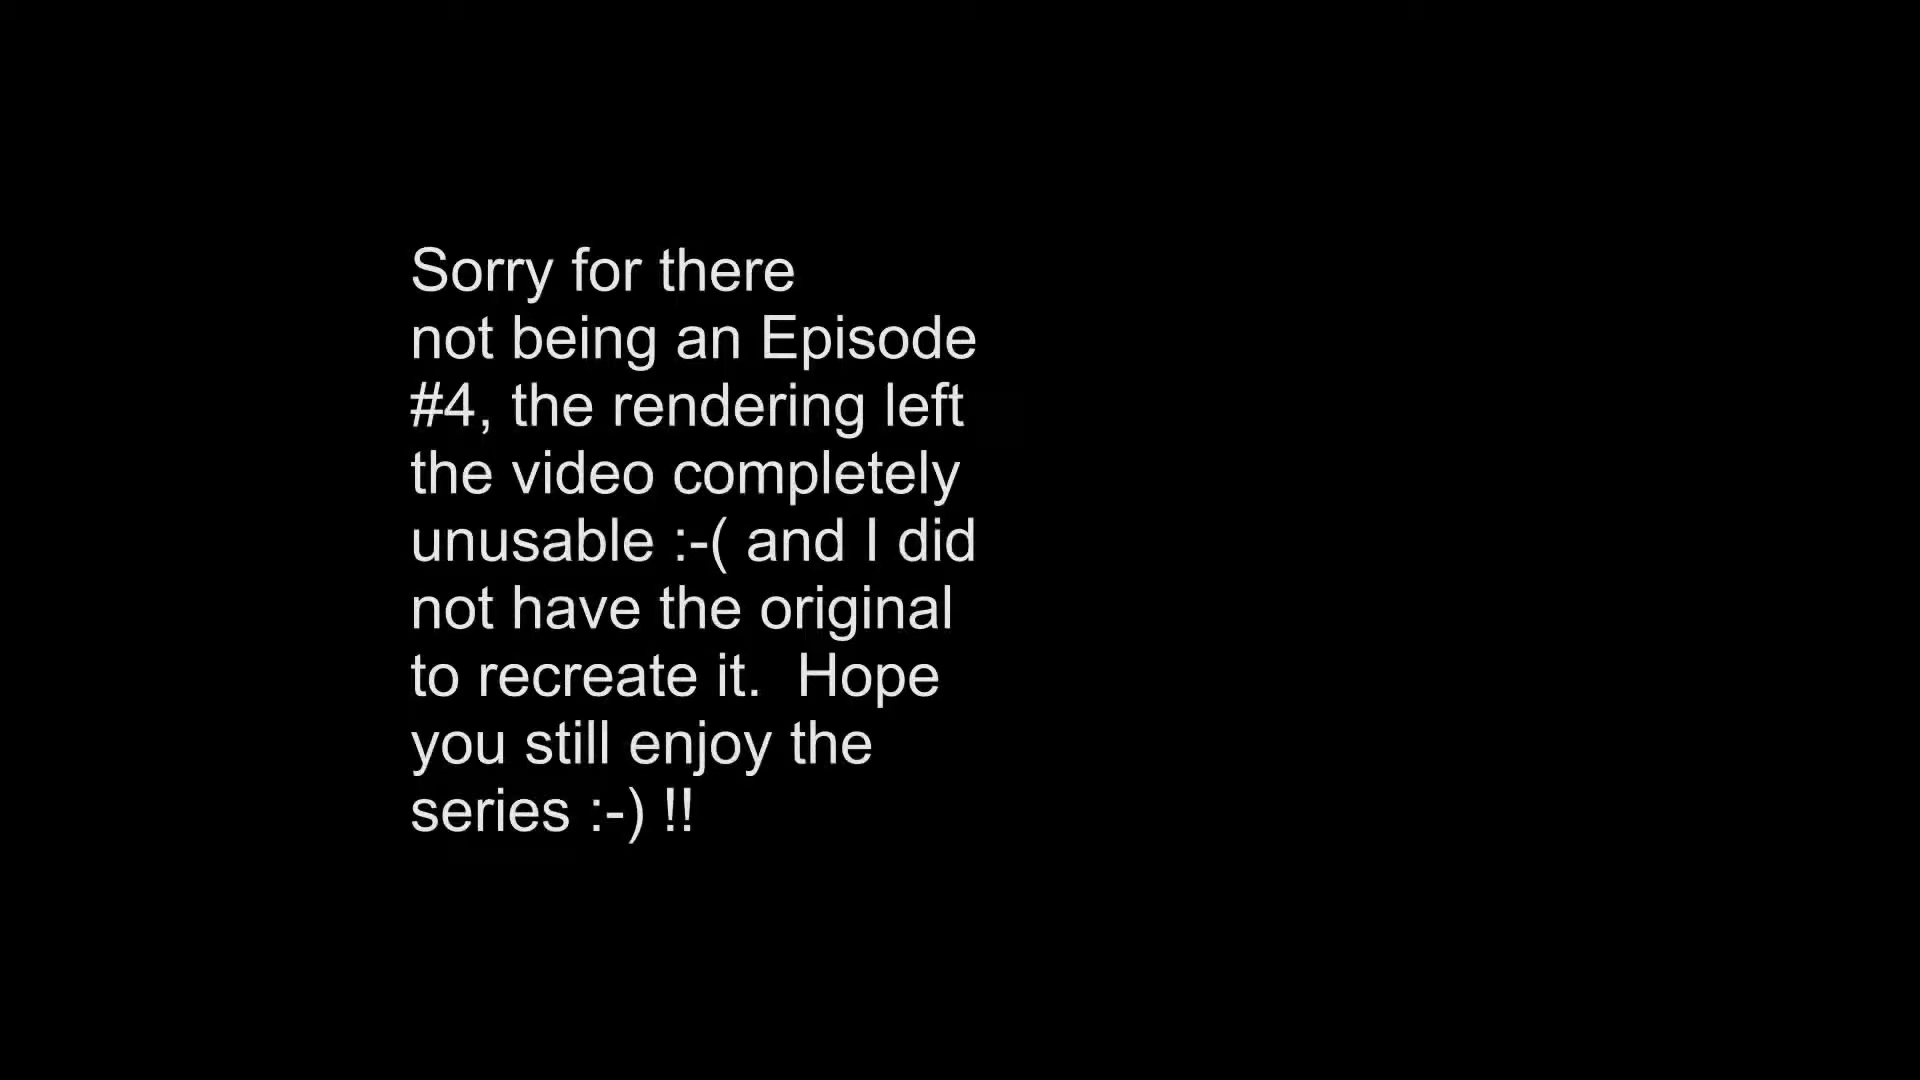 Sorry for there
not being an Episode
#4, the rendering left
the video completely
unusable :-( and I did
not have the original
to recreate it.  Hope
you still enjoy the
series :-) !!